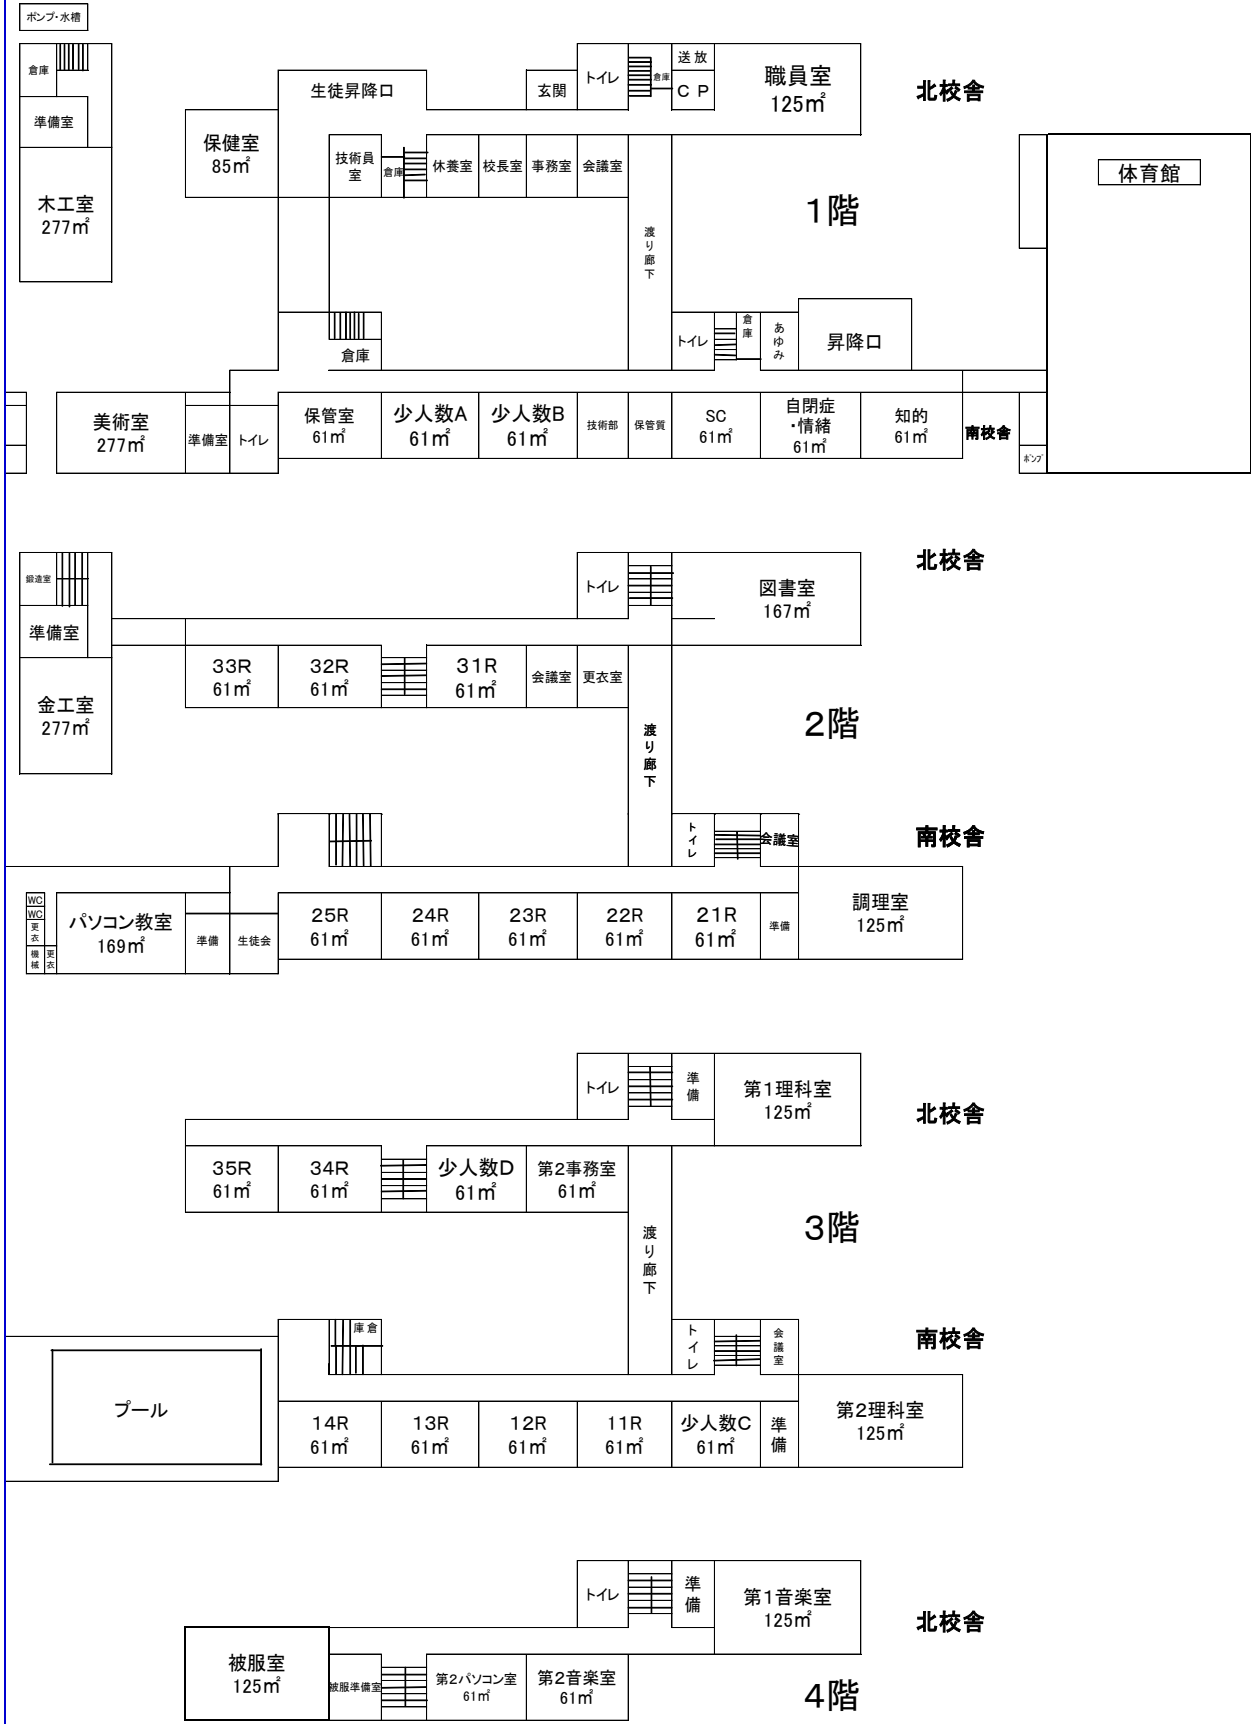 ポンプ・水槽
倉庫
準備室
木工室
277㎡
保健室
85㎡
生徒昇降口
技術員
室
倉庫
休養室
校長室
事務室
会議室
玄関
トイレ
倉庫
送 放
C P
職員室
125㎡
北校舎
体育館
1階
渡り廊下
倉庫
トイレ
倉庫
あゆみ
昇降口
美術室
277㎡
準備室
トイレ
保管室
61㎡
少人数A
61㎡
少人数B
61㎡
技術部
保管質
SC
61㎡
自閉症
・情緒
61㎡
知的
61㎡
南校舎
ポンプ
鍛造室
準備室
金工室
277㎡
トイレ
図書室
167㎡
北校舎
33R
61㎡
32R
61㎡
31R
61㎡
会議室
更衣室
2階
渡り廊下
トイレ
会議室
南校舎
WC
WC
更衣
機械
更衣
パソコン教室
169㎡
準備
生徒会
25R
61㎡
24R
61㎡
23R
61㎡
22R
61㎡
21R
61㎡
準備
調理室
125㎡
トイレ
準備
第1理科室
125㎡
北校舎
35R
61㎡
34R
61㎡
少人数D
61㎡
第2事務室
61㎡
3階
渡り廊下
庫倉
トイレ
会議室
南校舎
プール
14R
61㎡
13R
61㎡
12R
61㎡
11R
61㎡
少人数C
61㎡
準備
第2理科室
125㎡
トイレ
準備
第1音楽室
125㎡
北校舎
被服室
125㎡
被服準備室
第2パソコン室
61㎡
第2音楽室
61㎡
4階